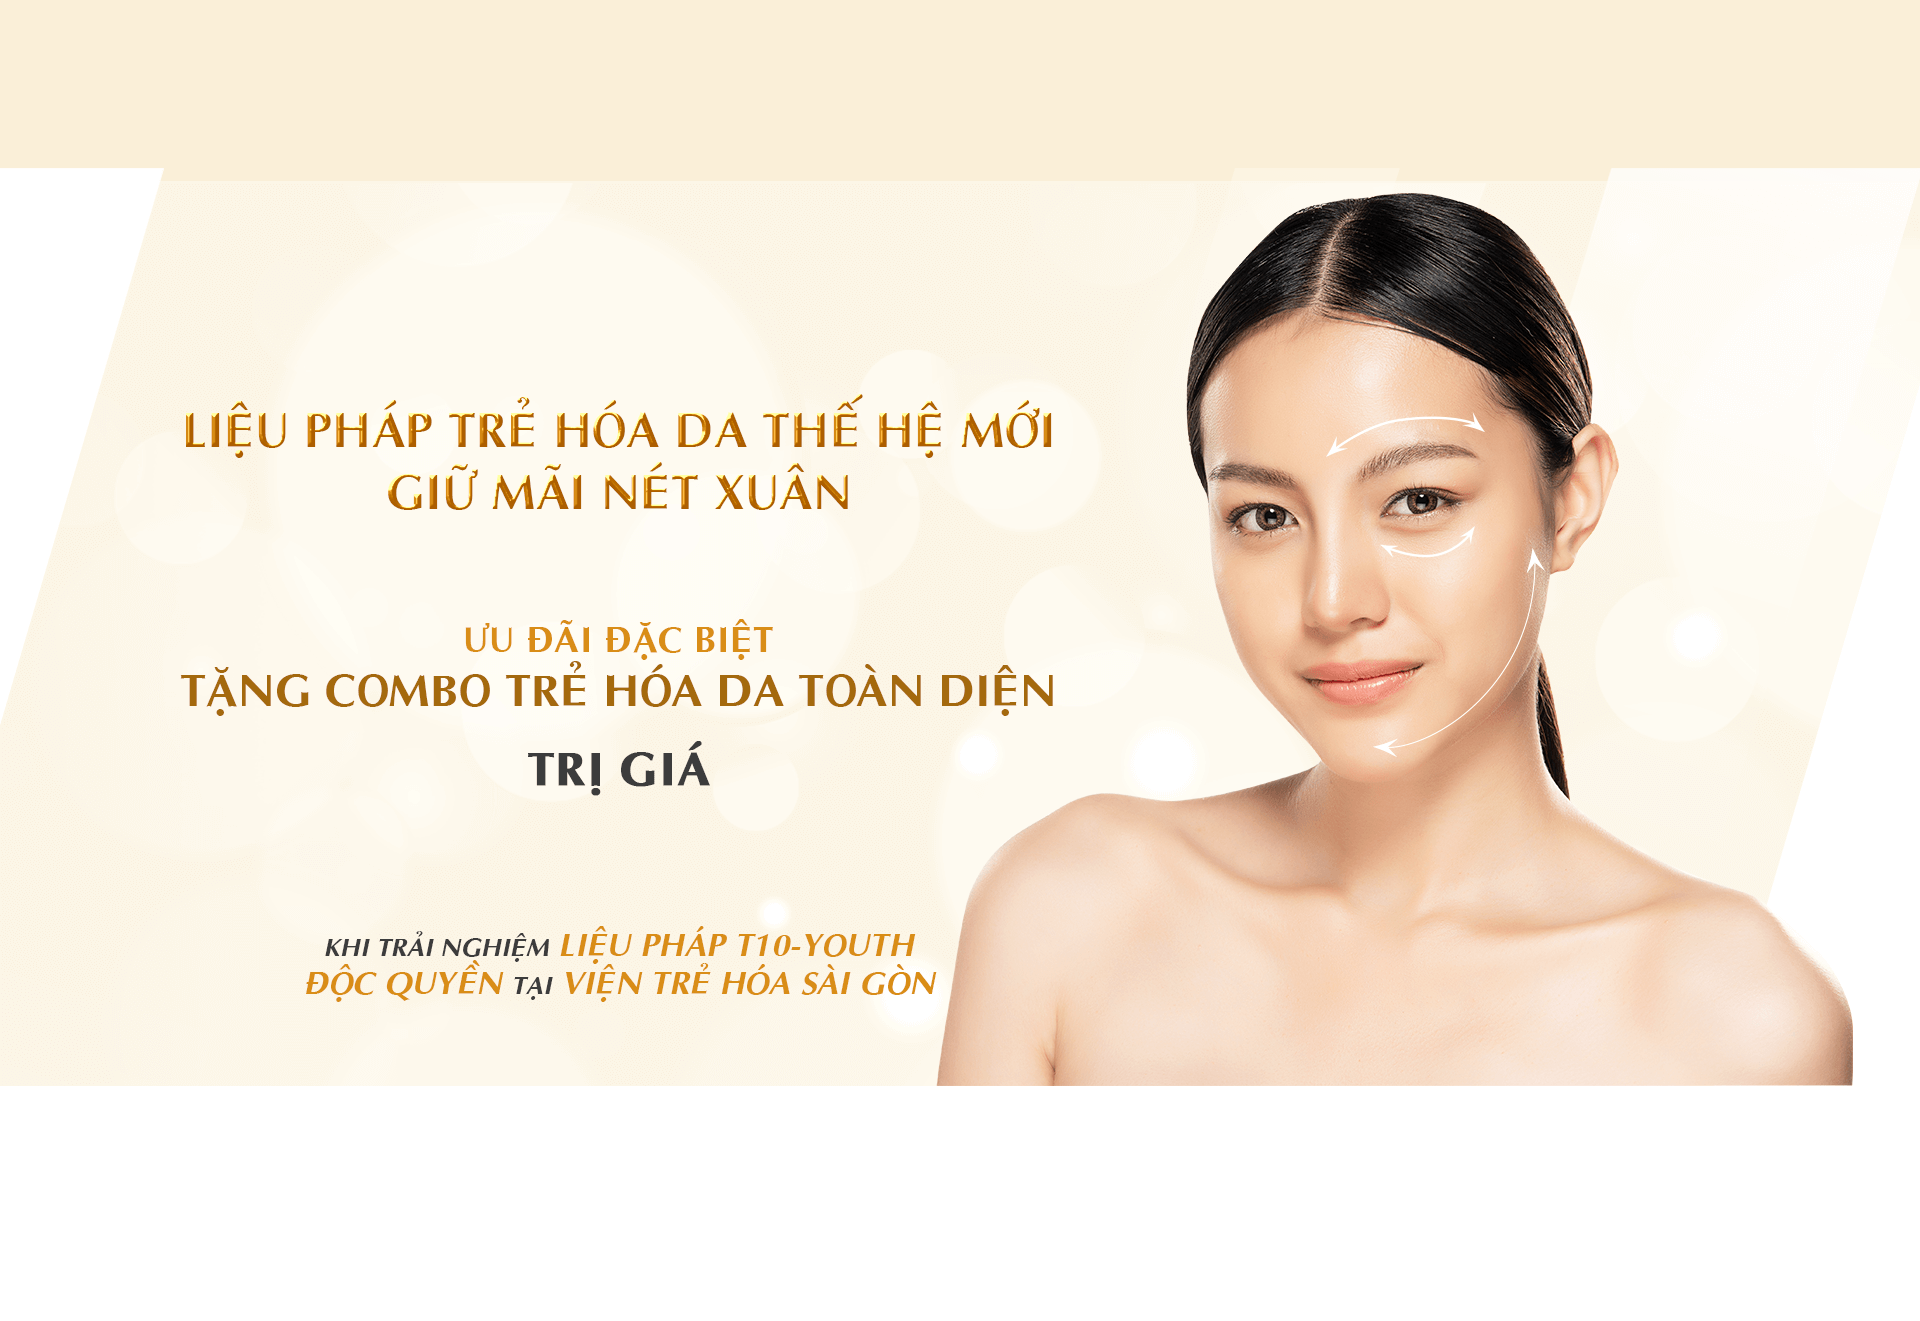 LIỆU PHÁP TRẺ HÓA DA THẾ HỆ MỚI
GIỮ MÃI NÉT XUÂN
ƯU ĐÃI ĐẶC BIỆT
TẶNG COMBO TRẺ HÓA DA TOÀN DIỆN
TRỊ GIÁ
KHI TRẢI NGHIỆM LIỆU PHÁP T10-YOUTH
ĐỘC QUYỀN TẠI VIỆN TRẺ HÓA SÀI GÒN